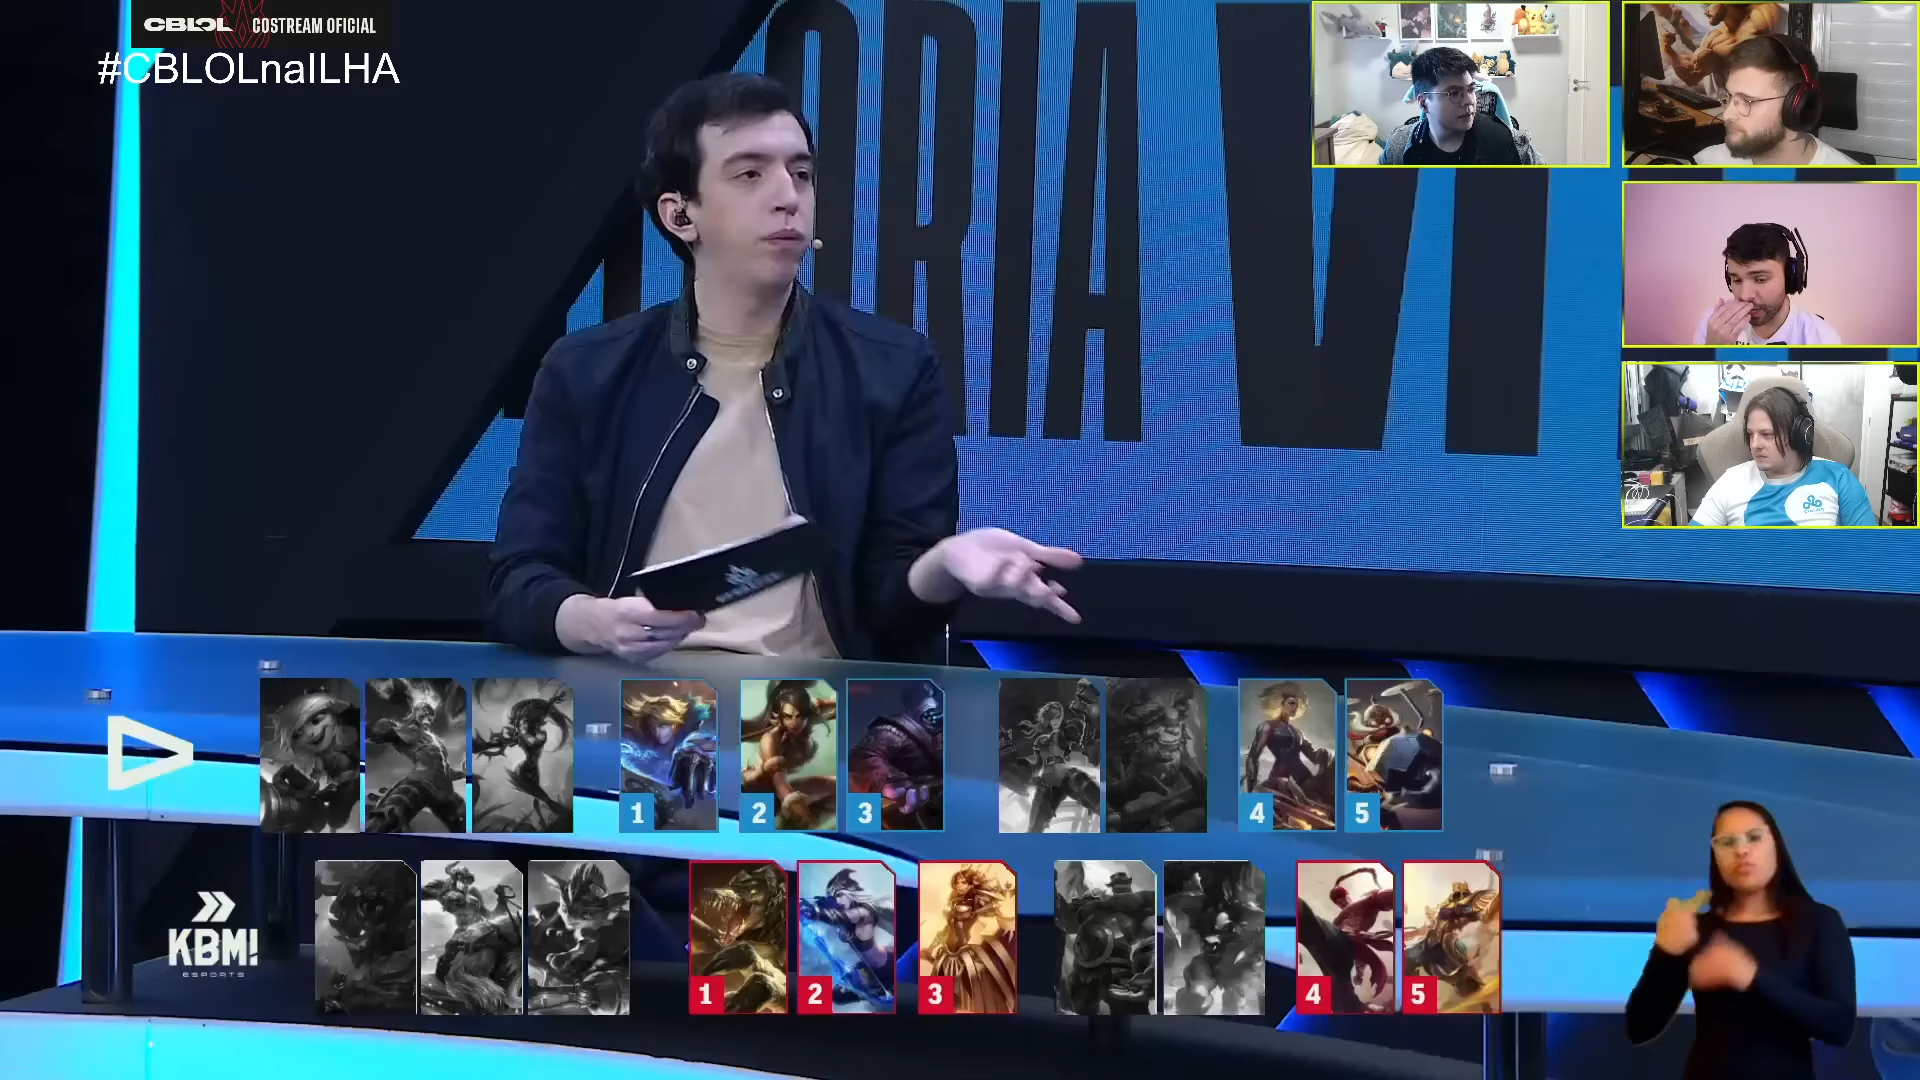 CBLOL COSTREAM OFICIAL
#CBLOLnaILHA
ORIA VI
1
2
3
4
5
KBM!
ESPORTS
1
2
3
4
5